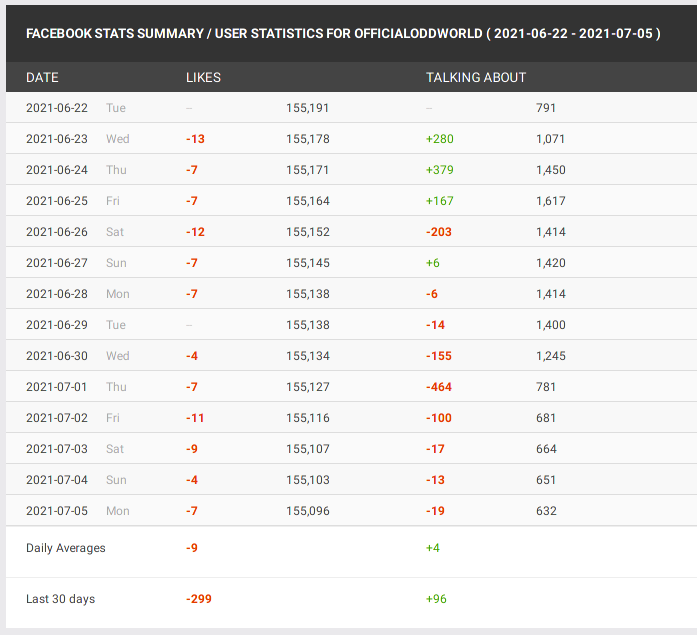 FACEBOOK STATS SUMMARY / USER STATISTICS FOR OFFICIALODDWORLD ( 2021-06-22 - 2021-07-05 )
DATE LIKES TALKING ABOUT
2021-06-22 Tue -- 155,191 -- 791
2021-06-23 Wed -13 155,178 +280 1,071
2021-06-24 Thu -7 155,171 +379 1,450
2021-06-25 Fri -7 155,164 +167 1,617
2021-06-26 Sat -12 155,152 -203 1,414
2021-06-27 Sun -7 155,145 +6 1,420
2021-06-28 Mon -7 155,138 -6 1,414
2021-06-29 Tue -- 155,138 -14 1,400
2021-06-30 Wed -4 155,134 -155 1,245
2021-07-01 Thu -7 155,127 -464 781
2021-07-02 Fri -11 155,116 -100 681
2021-07-03 Sat -9 155,107 -17 664
2021-07-04 Sun -4 155,103 -13 651
2021-07-05 Mon -7 155,096 -19 632
Daily Averages -9 +4
Last 30 days -299 +96